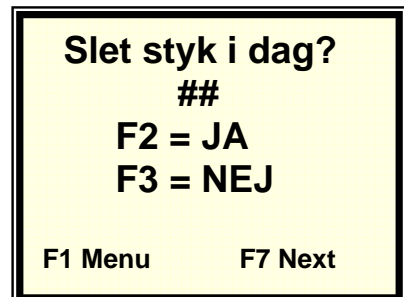 Slet styk i dag?
##
F2 = JA
F3 = NEJ
F1 Menu F7 Next